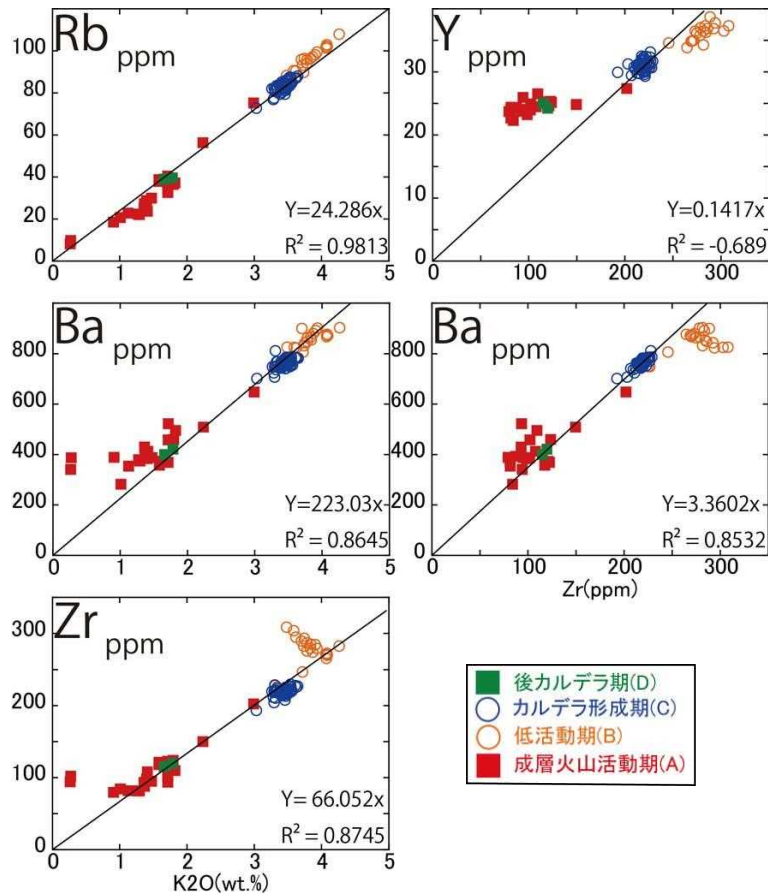 Rb
ppm
100
80
60
40
20
0
0
1
2
3
4
5
Y=24.286x
R² = 0.9813
Y
ppm
30
20
10
0
0
100
200
300
Y=0.1417x
R² = -0.689
Ba
ppm
800
600
400
200
0
0
1
2
3
4
5
Y=223.03x
R² = 0.8645
Ba
ppm
800
600
400
200
0
0
100
200
300
Zr(ppm)
Y=3.3602x
R² = 0.8532
Zr
ppm
300
200
100
0
0
1
2
3
4
5
K2O(wt.%)
Y= 66.052x
R² = 0.8745
後カルデラ期(D)
カルデラ形成期(C)
低活動期(B)
成層火山活動期(A)